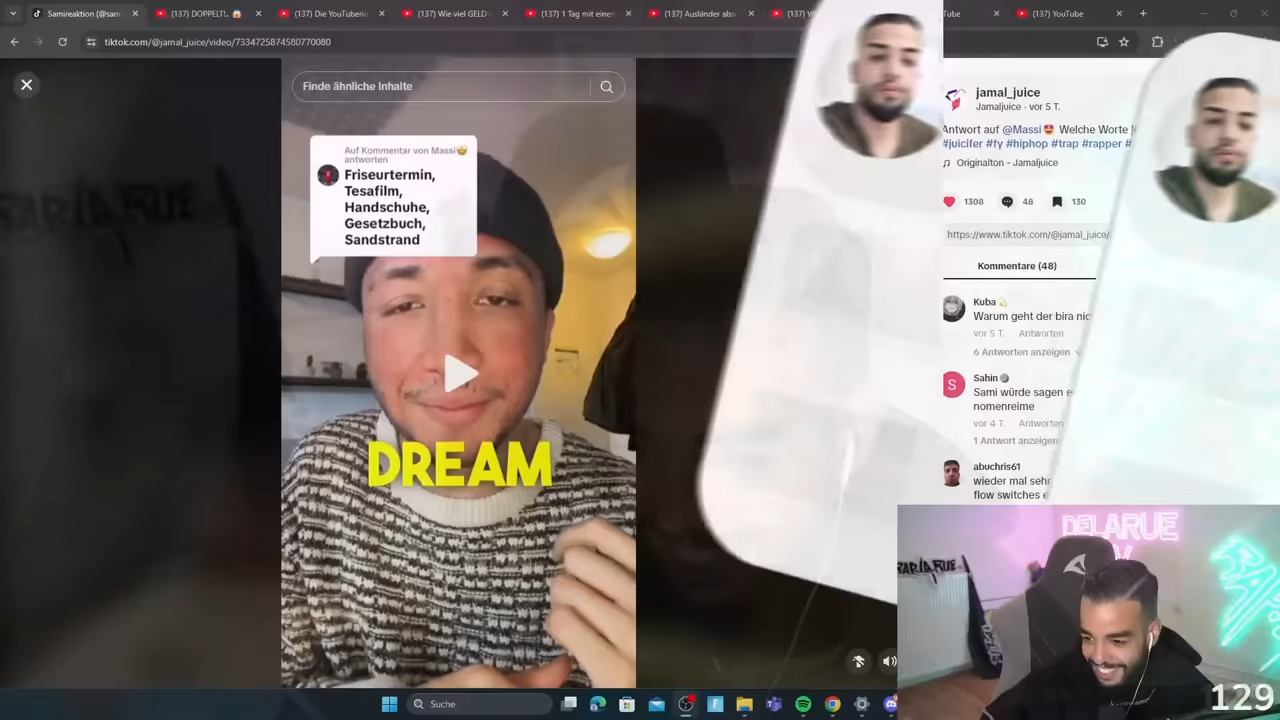 Samireaktion (@sam
(137) DOPPELT!..
(137) Die YouTuberin
(137) Wie viel GELD
(137) 1 Tag mit einem
(137) Ausländer abs
(137) YouTube
tiktok.com/@jamal_juice/video/7334725874580770080
Finde ähnliche Inhalte
Auf Kommentar von Massi🤩
antworten
Friseurtermin,
Tesafilm,
Handschuhe,
Gesetzbuch,
Sandstrand
DREAM
jamal_juice
Jamaljuice · vor 5 T.
Antwort auf @Massi🤩 Welche Worte
#juicifer #fy #hiphop #trap #rapper #
Originalton - Jamaljuice
1308
48
130
https://www.tiktok.com/@jamal_juice/
Kommentare (48)
Kuba
Warum geht der bira
vor 5 T. Antworten
6 Antworten anzeigen
S
Sahin
Sami würde sagen
nomenreime
vor 4 T. Antworten
1 Antwort anzeigen
abuchris61
wieder mal sehr
flow switches
DELARUE
Suche
129